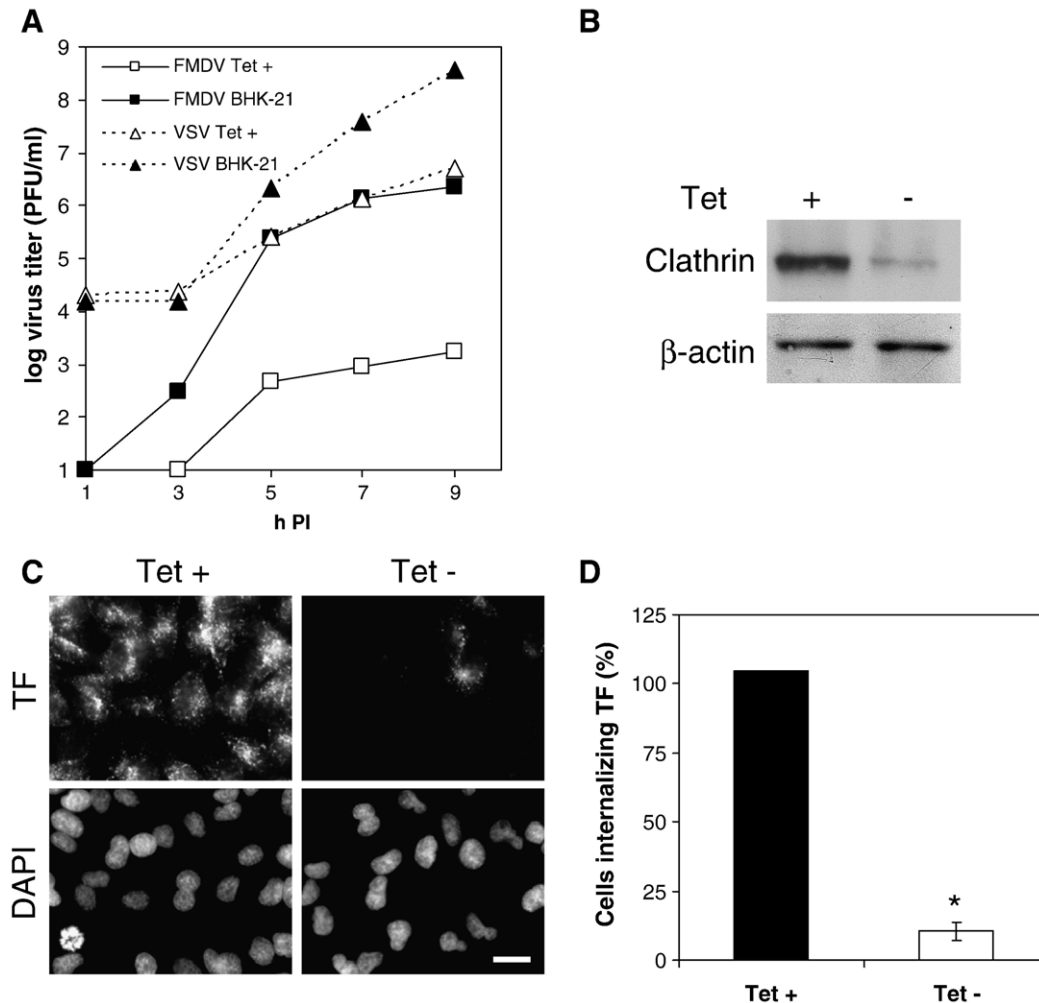 A
9
8
7
6
5
4
3
2
1
log virus titer (PFU/ml)
FMDV Tet +
FMDV BHK-21
VSV Tet +
VSV BHK-21
1 3 5 7 9
h PI
B
Tet + -
Clathrin
β-actin
C
Tet + Tet -
TF
DAPI
D
125
100
75
50
25
0
Cells internalizing TF (%)
*
Tet + Tet -